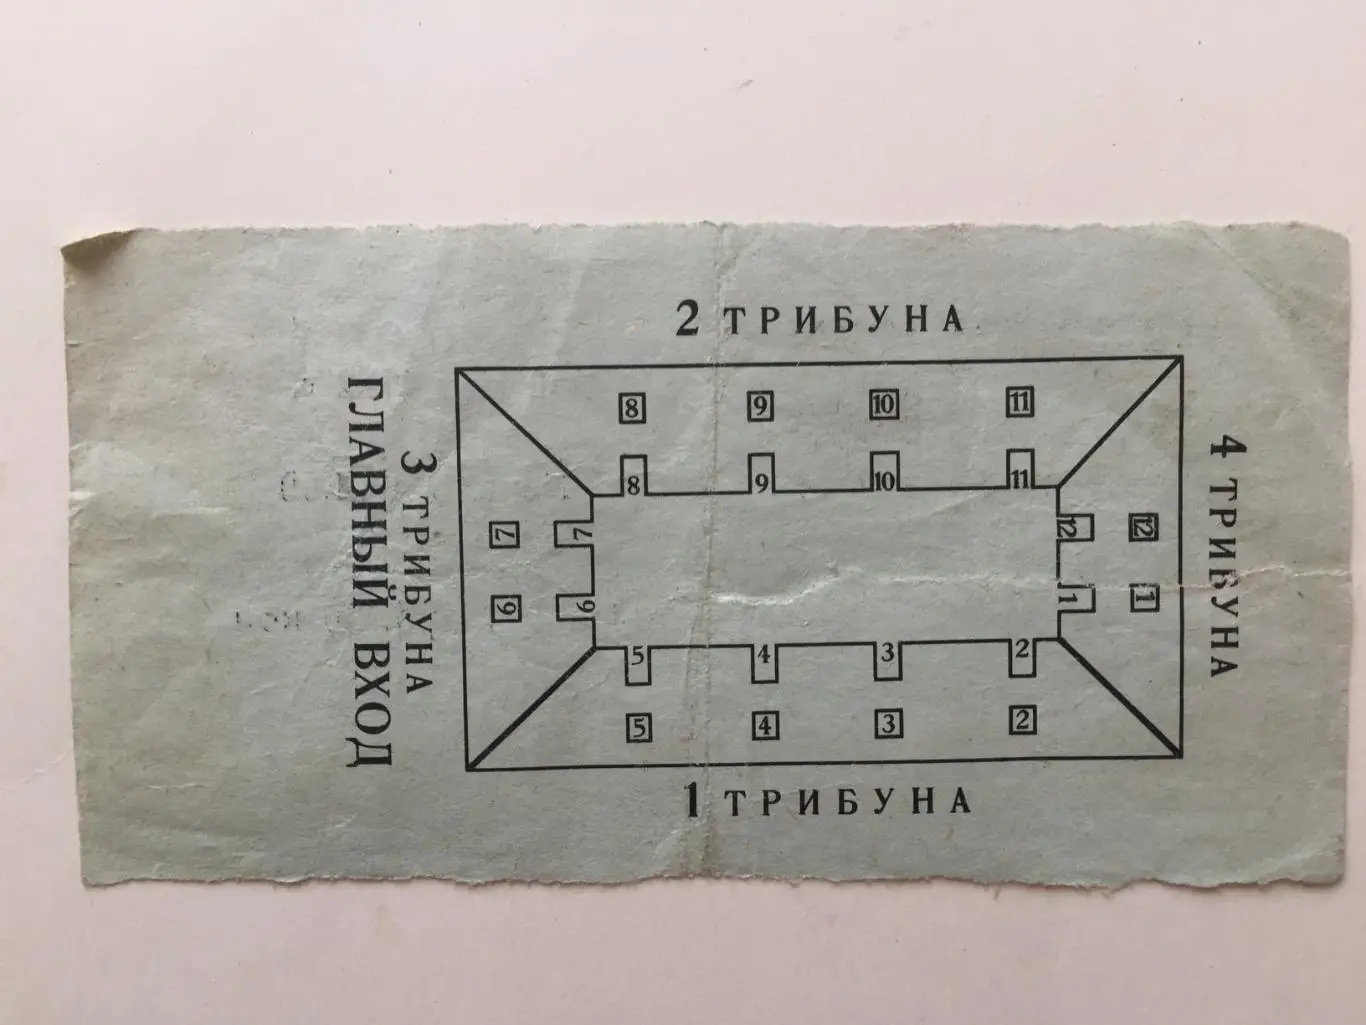 2 ТРИБУНА
8 9 10 11
8 9 10 11
ГЛАВНЫЙ ВХОД
3 ТРИБУНА
7 7
6 6
12 12
1 1
4 ТРИБУНА
5 4 3 2
5 4 3 2
1 ТРИБУНА